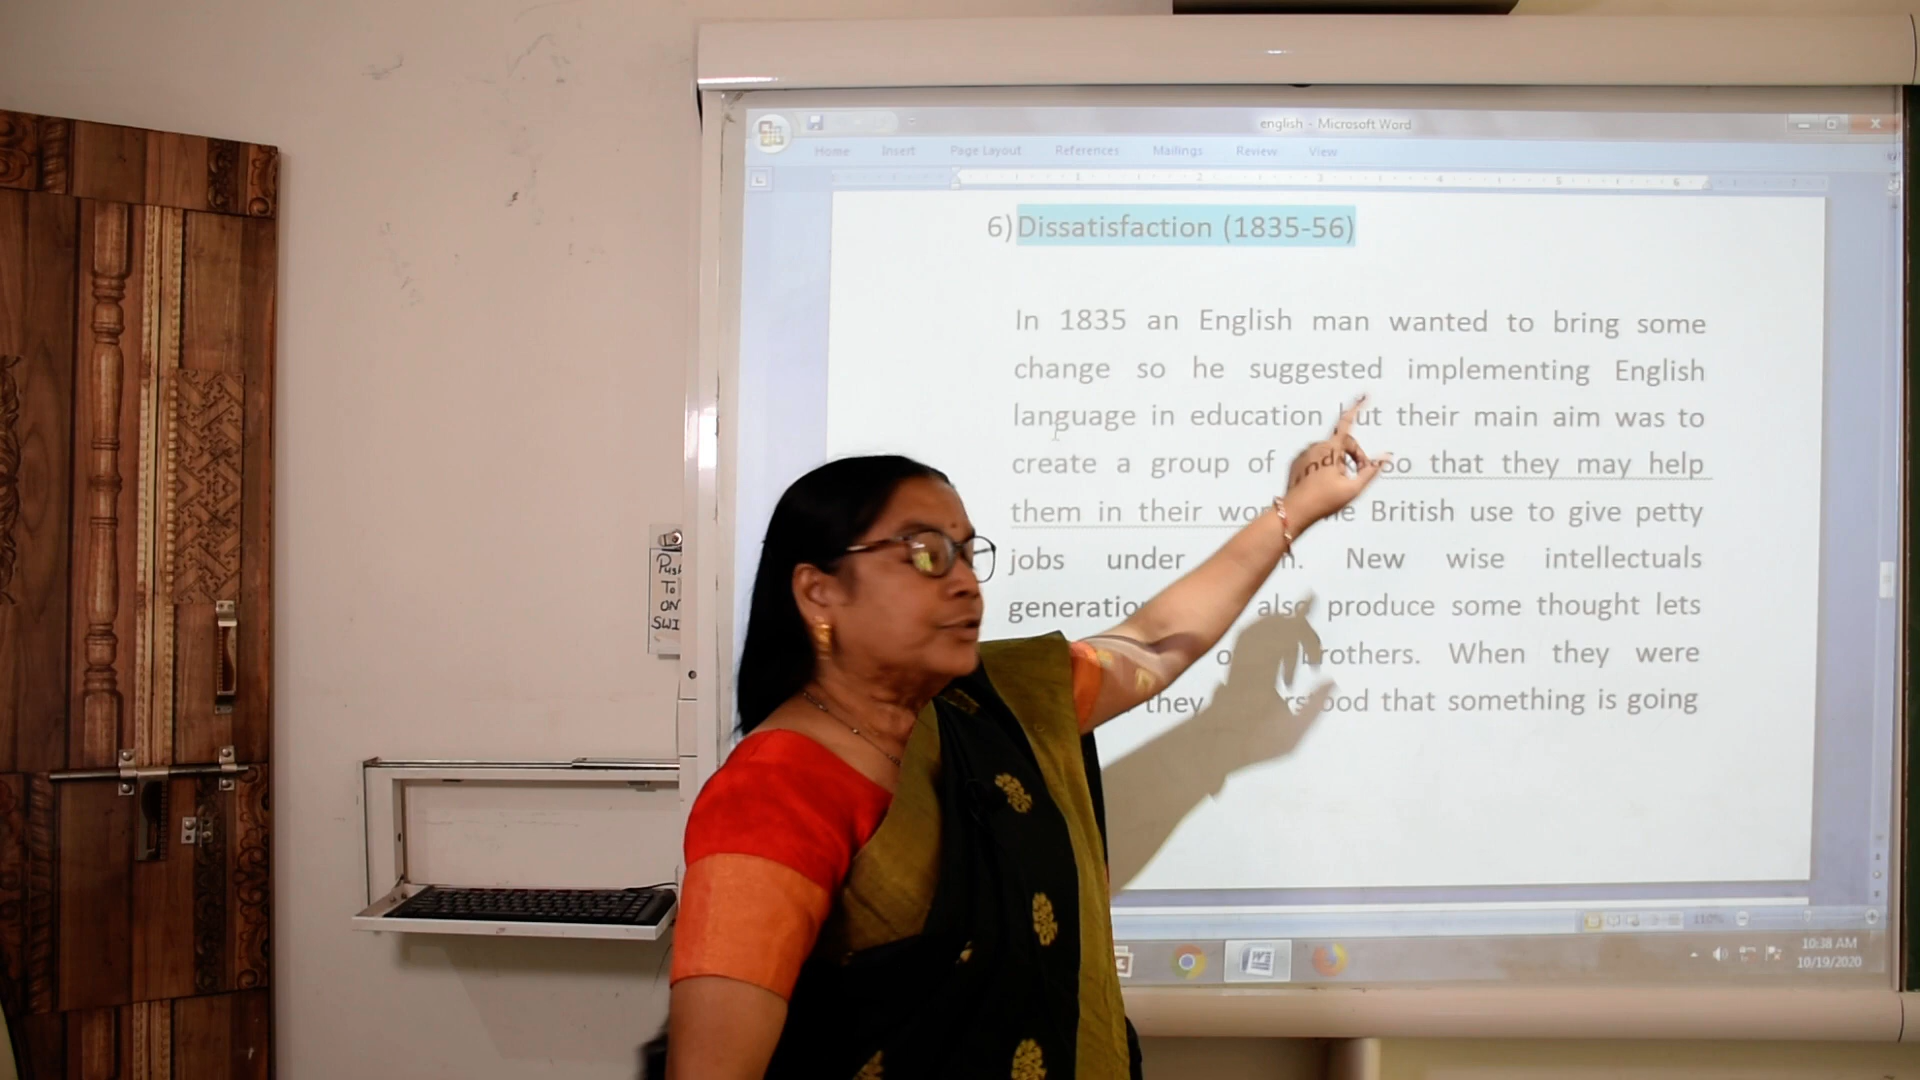 english - Microsoft Word
Home Insert Page Layout References Mailings Review View
6) Dissatisfaction (1835-56)
In 1835 an English man wanted to bring some
change so he suggested implementing English
language in education but their main aim was to
create a group of so that they may help
them in their British use to give petty
jobs under New wise intellectuals
also produce some thought lets
brothers. When they were
they that something is going
To
ON
110%
10:38 AM
10/19/2020